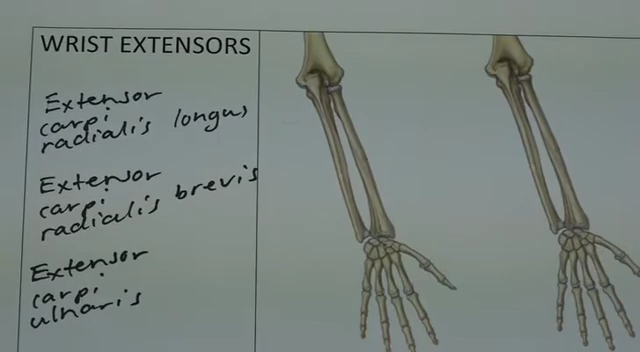 WRIST EXTENSORS
Extensor
carpi
radialis longus
Extensor
carpi
radialis brevis
Extensor
carpi
ulnaris